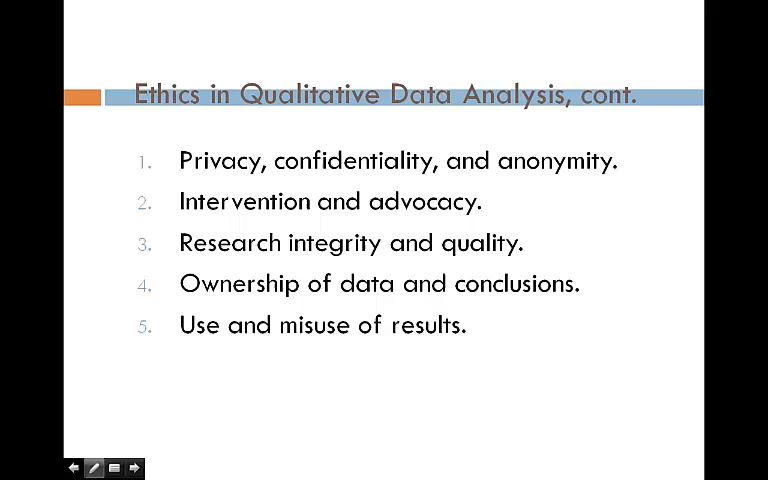 Ethics in Qualitative Data Analysis, cont.
1. Privacy, confidentiality, and anonymity.
2. Intervention and advocacy.
3. Research integrity and quality.
4. Ownership of data and conclusions.
5. Use and misuse of results.